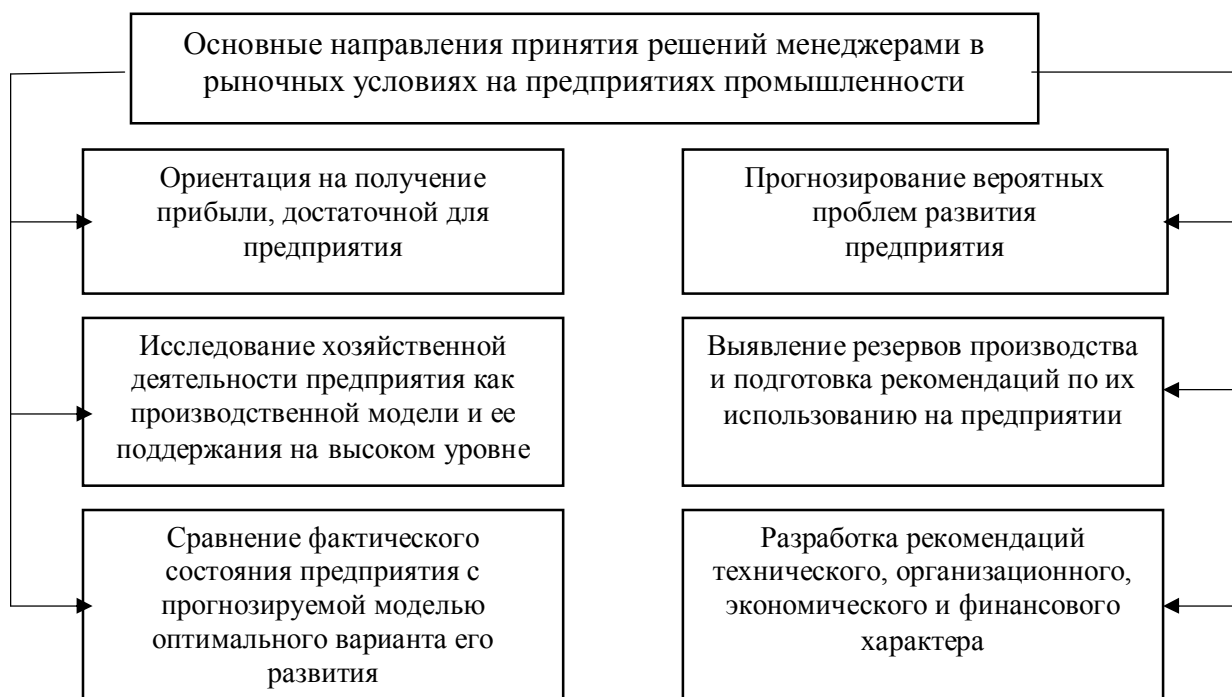 Основные направления принятия решений менеджерами в
рыночных условиях на предприятиях промышленности
Ориентация на получение
прибыли, достаточной для
предприятия
Прогнозирование вероятных
проблем развития
предприятия
Исследование хозяйственной
деятельности предприятия как
производственной модели и ее
поддержания на высоком уровне
Выявление резервов производства
и подготовка рекомендаций по их
использованию на предприятии
Сравнение фактического
состояния предприятия с
прогнозируемой моделью
оптимального варианта его
развития
Разработка рекомендаций
технического, организационного,
экономического и финансового
характера